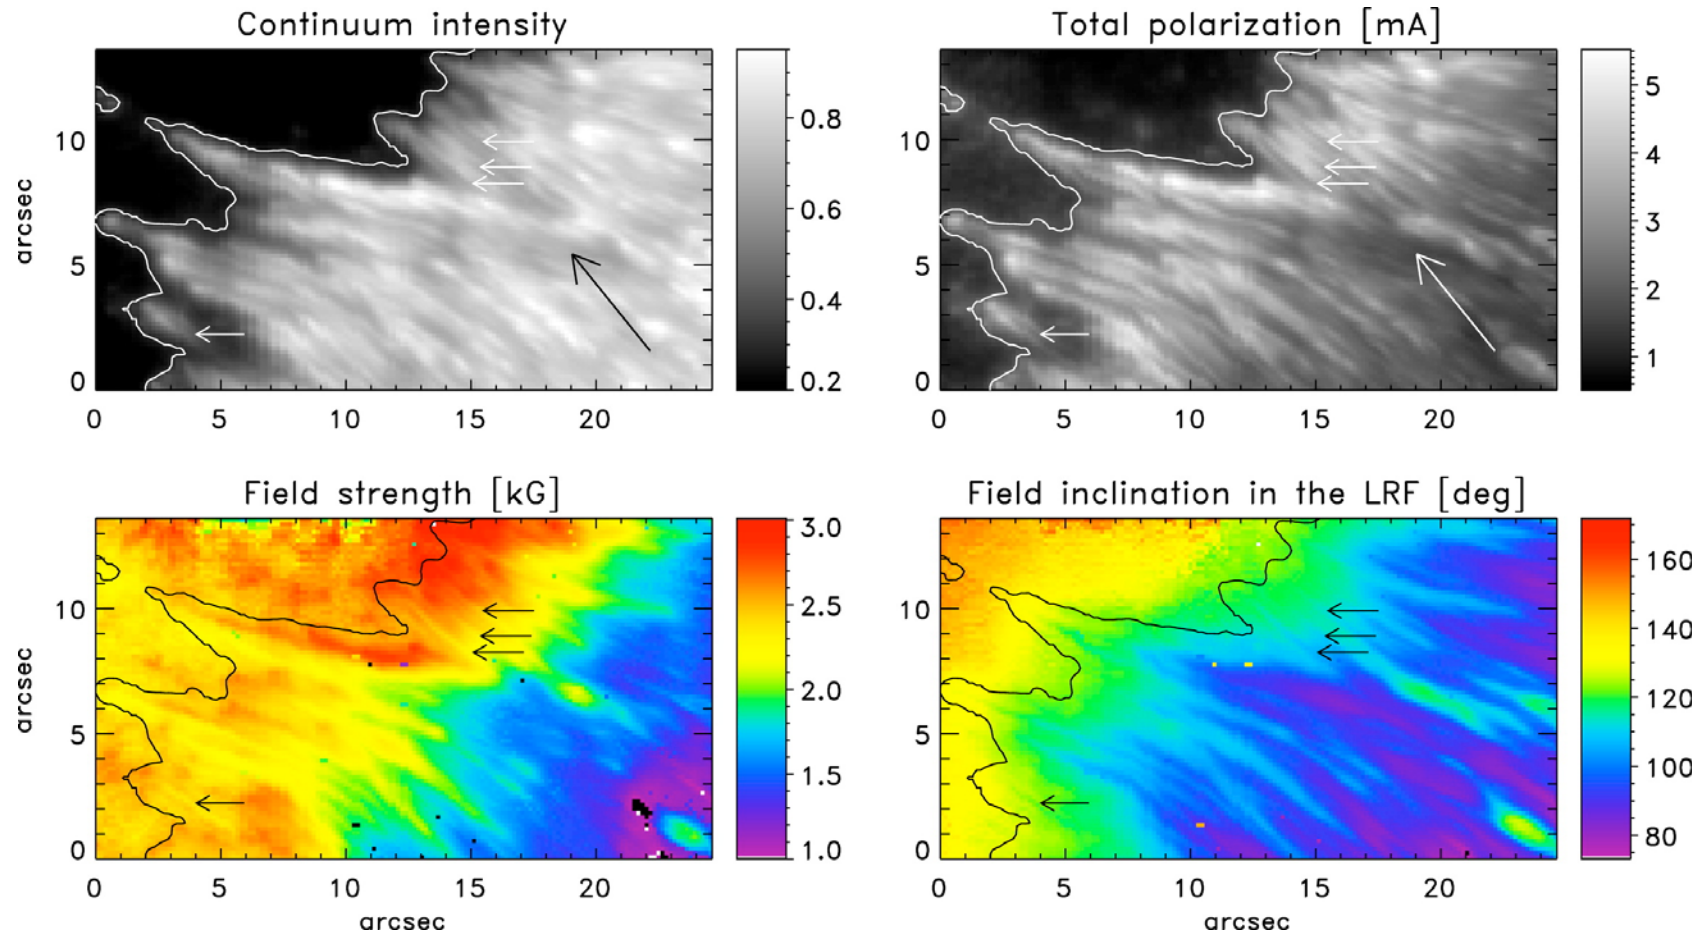 Continuum intensity
Total polarization [mA]
arcsec
10
5
0
0 5 10 15 20
0.8
0.6
0.4
0.2
10
5
0
0 5 10 15 20
5
4
3
2
1
Field strength [kG]
Field inclination in the LRF [deg]
arcsec
10
5
0
0 5 10 15 20
arcsec
3.0
2.5
2.0
1.5
1.0
10
5
0
0 5 10 15 20
arcsec
160
140
120
100
80